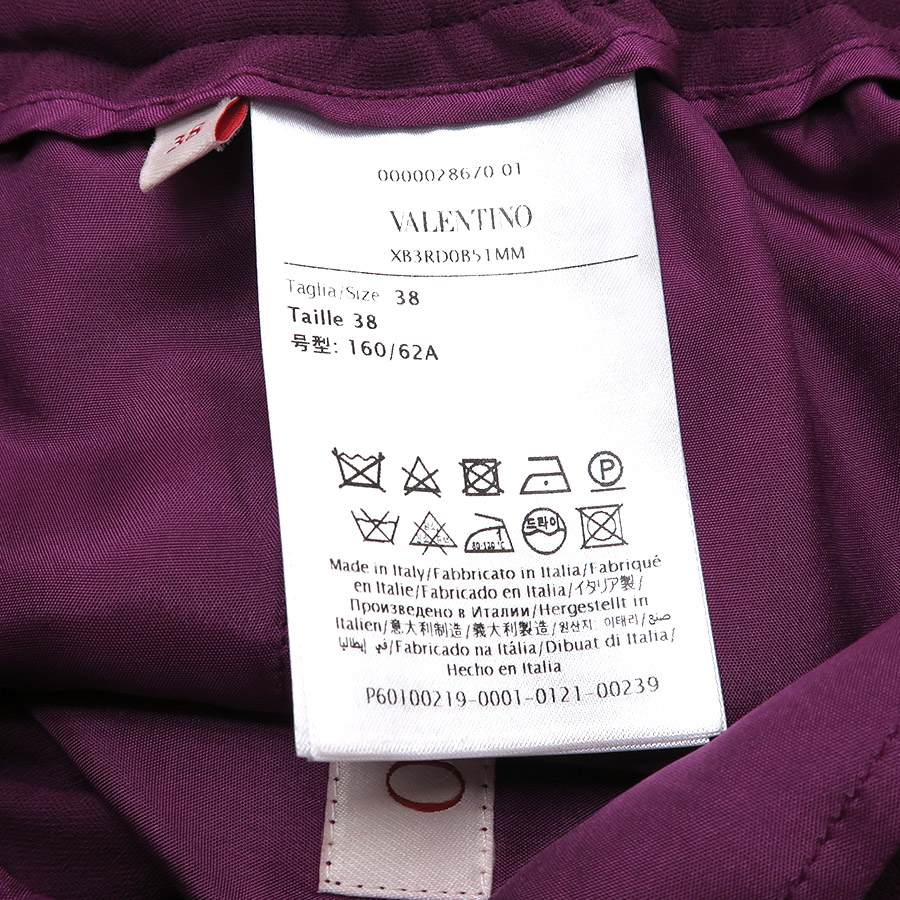 38
0000028670 01
VALENTINO
XB3RD0B51MM
Taglia/Size 38
Taille 38
号型: 160/62A
P
드라이
80-120°C
Made in Italy/Fabbricato in Italia/Fabriqué
en Italie/Fabricado en Italia/イタリア製/
Произведено в Италии/Hergestellt in
Italien/意大利制造/義大利製造/원산지: 이태리/صنع
في إيطاليا/Fabricado na Itália/Dibuat di Italia/
Hecho en Italia
P60100219-0001-0121-00239